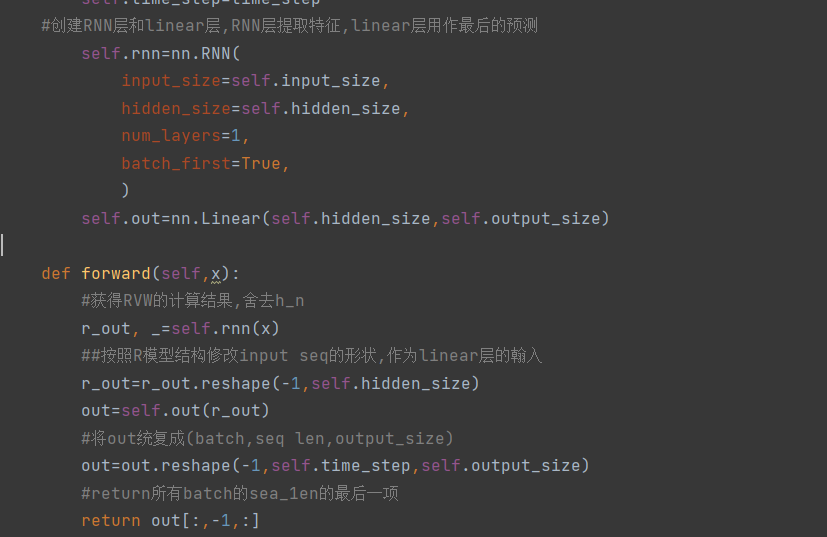 self.time_step=time_step
#创建RNN层和linear层,RNN层提取特征,linear层用作最后的预测
self.rnn=nn.RNN(
input_size=self.input_size,
hidden_size=self.hidden_size,
num_layers=1,
batch_first=True,
)
self.out=nn.Linear(self.hidden_size,self.output_size)
def forward(self,x):
#获得RVW的计算结果,舍去h_n
r_out, _=self.rnn(x)
##按照R模型结构修改input seq的形状,作为linear层的翰入
r_out=r_out.reshape(-1,self.hidden_size)
out=self.out(r_out)
#将out统复成(batch,seq len,output_size)
out=out.reshape(-1,self.time_step,self.output_size)
#return所有batch的sea_1en的最后一项
return out[:,-1,:]